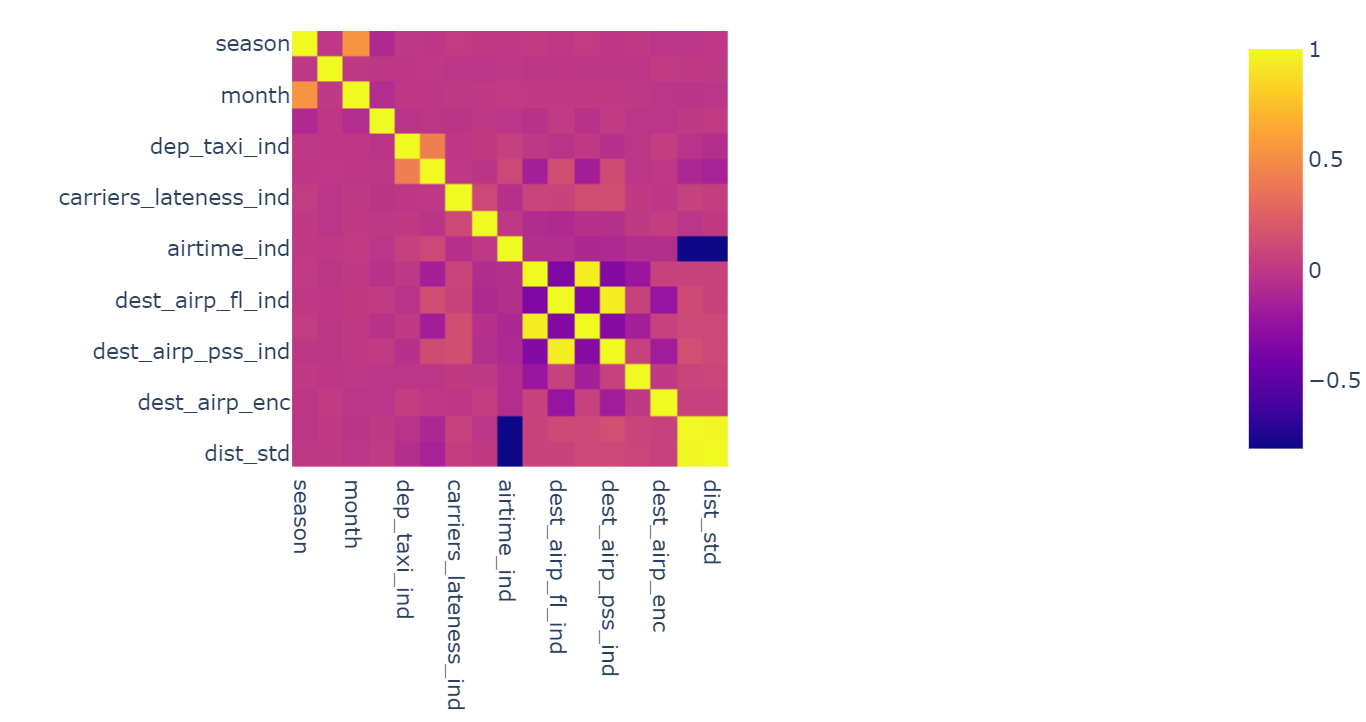 season
month
dep_taxi_ind
carriers_lateness_ind
airtime_ind
dest_airp_fl_ind
dest_airp_pss_ind
dest_airp_enc
dist_std
season
month
dep_taxi_ind
carriers_lateness_ind
airtime_ind
dest_airp_fl_ind
dest_airp_pss_ind
dest_airp_enc
dist_std
1
0.5
0
−0.5